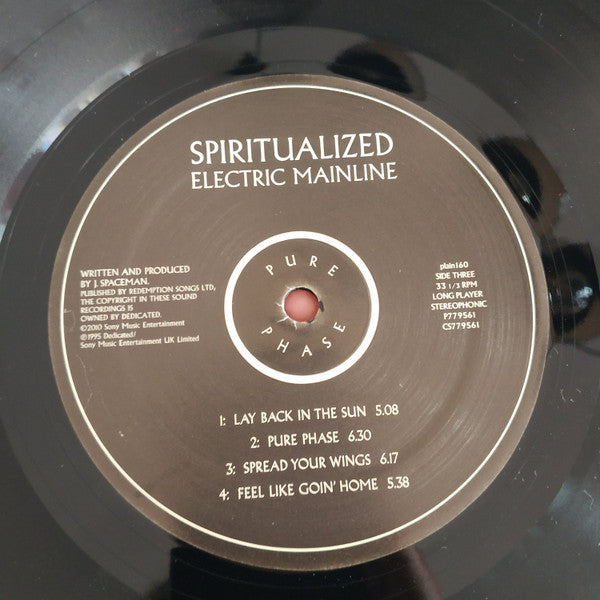 SPIRITUALIZED
ELECTRIC MAINLINE
WRITTEN AND PRODUCED
BY J. SPACEMAN.
PUBLISHED BY REDEMPTION SONGS LTD,
THE COPYRIGHT IN THESE SOUND
RECORDINGS IS
OWNED BY DEDICATED.
©2010 Sony Music Entertainment
℗1995 Dedicated/
Sony Music Entertainment UK Limited
PURE
PHASE
plain160
SIDE THREE
33 1/3 RPM
LONG PLAYER
STEREOPHONIC
P779561
CS779561
1: LAY BACK IN THE SUN 5.08
2: PURE PHASE 6.30
3: SPREAD YOUR WINGS 6.17
4: FEEL LIKE GOIN' HOME 5.38